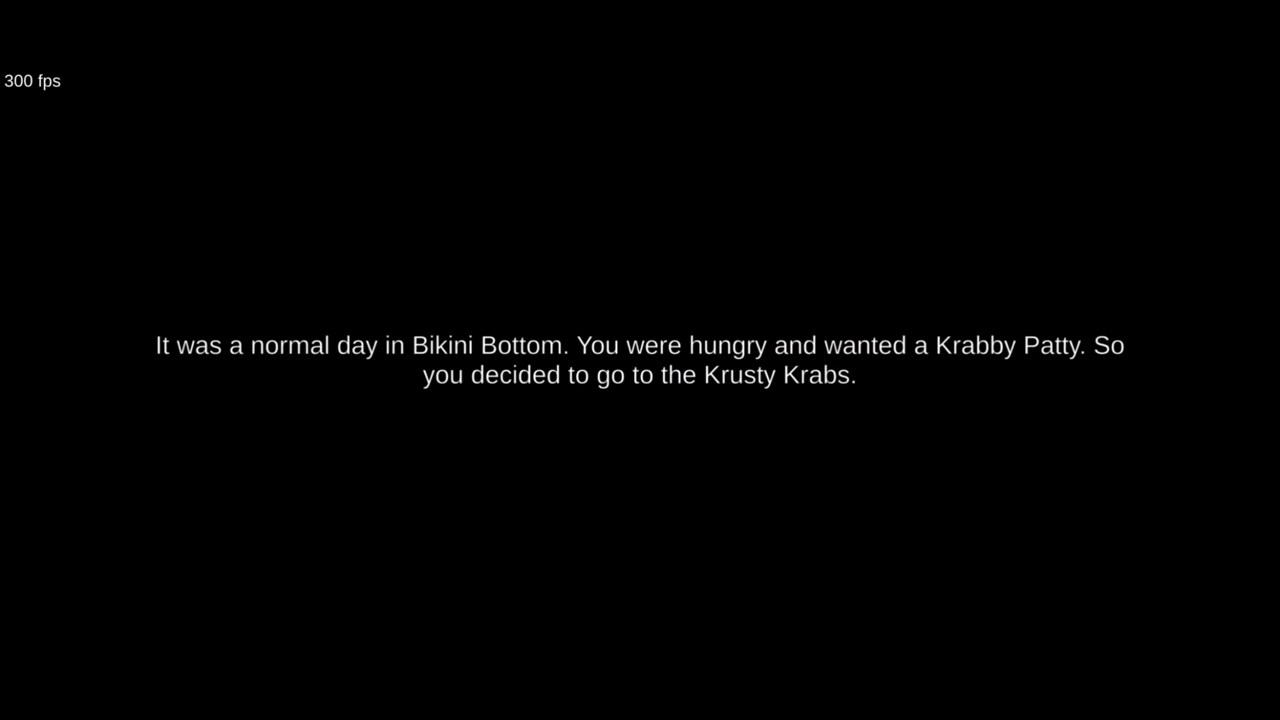 300 fps
It was a normal day in Bikini Bottom. You were hungry and wanted a Krabby Patty. So
you decided to go to the Krusty Krabs.